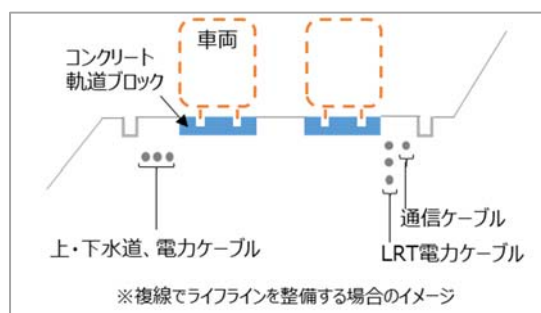 車両
コンクリート
軌道ブロック
通信ケーブル
上・下水道、電力ケーブル
LRT電力ケーブル
※複線でライフラインを整備する場合のイメージ